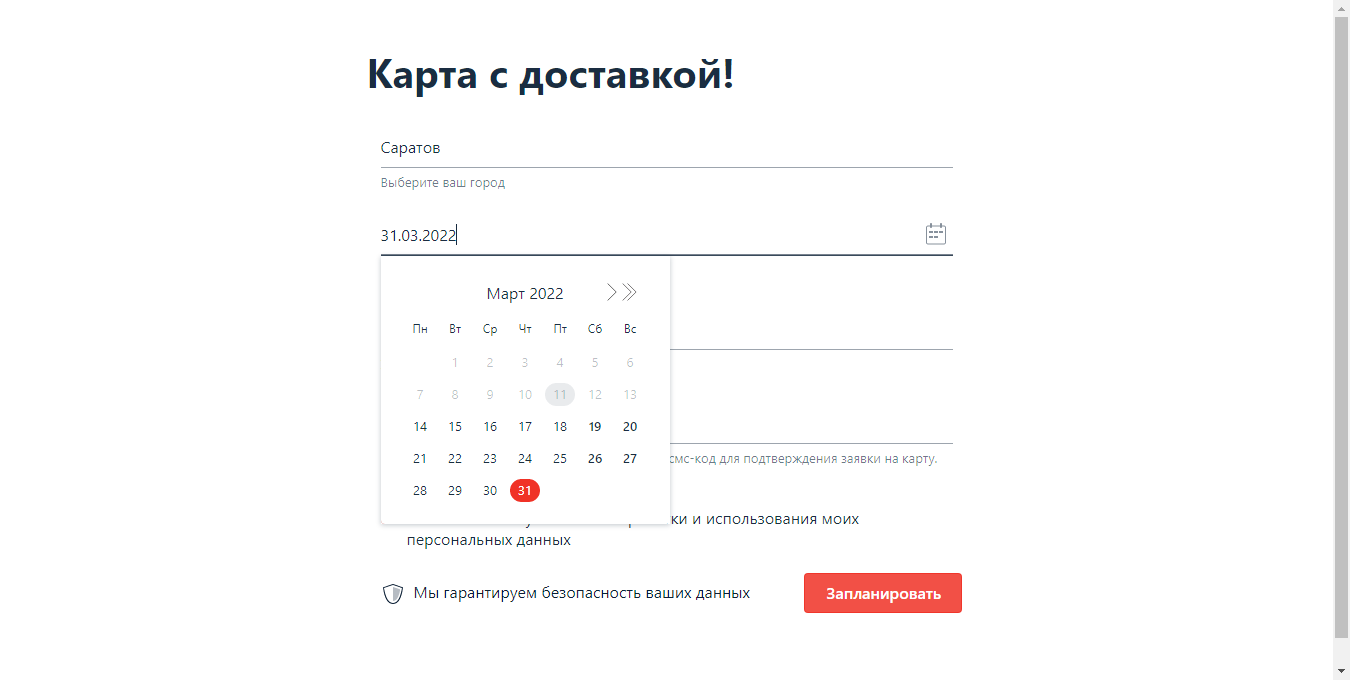 Карта с доставкой!
Саратов
Выберите ваш город
31.03.2022
Март 2022
Пн Вт Ср Чт Пт Сб Вс
1 2 3 4 5 6
7 8 9 10 11 12 13
14 15 16 17 18 19 20
21 22 23 24 25 26 27
смс-код для подтверждения заявки на карту.
28 29 30 31
ки и использования моих
персональных данных
Мы гарантируем безопасность ваших данных
Запланировать